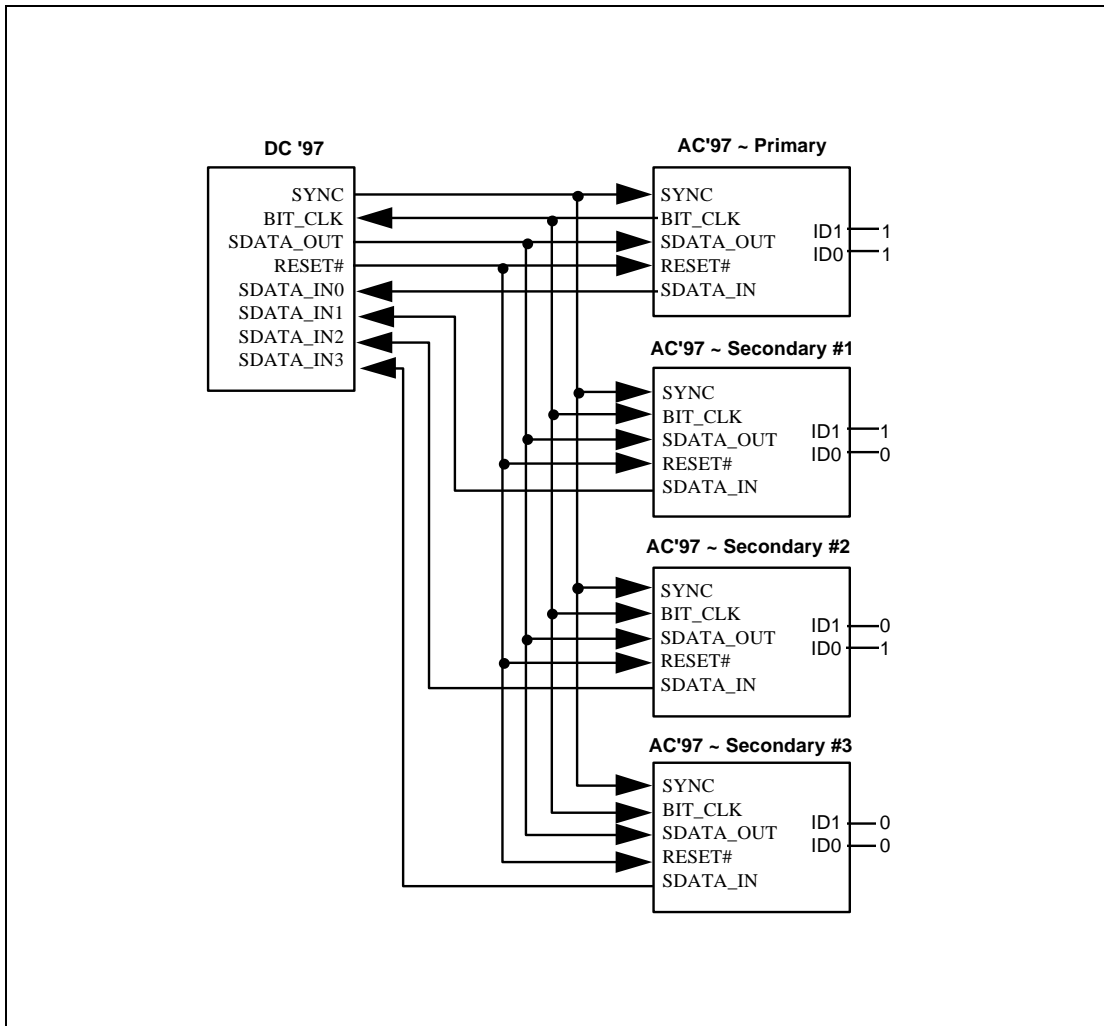 DC '97
SYNC
BIT_CLK
SDATA_OUT
RESET#
SDATA_IN0
SDATA_IN1
SDATA_IN2
SDATA_IN3
AC'97 ~ Primary
SYNC
BIT_CLK
SDATA_OUT
RESET#
SDATA_IN
ID1 1
ID0 1
AC'97 ~ Secondary #1
SYNC
BIT_CLK
SDATA_OUT
RESET#
SDATA_IN
ID1 1
ID0 0
AC'97 ~ Secondary #2
SYNC
BIT_CLK
SDATA_OUT
RESET#
SDATA_IN
ID1 0
ID0 1
AC'97 ~ Secondary #3
SYNC
BIT_CLK
SDATA_OUT
RESET#
SDATA_IN
ID1 0
ID0 0